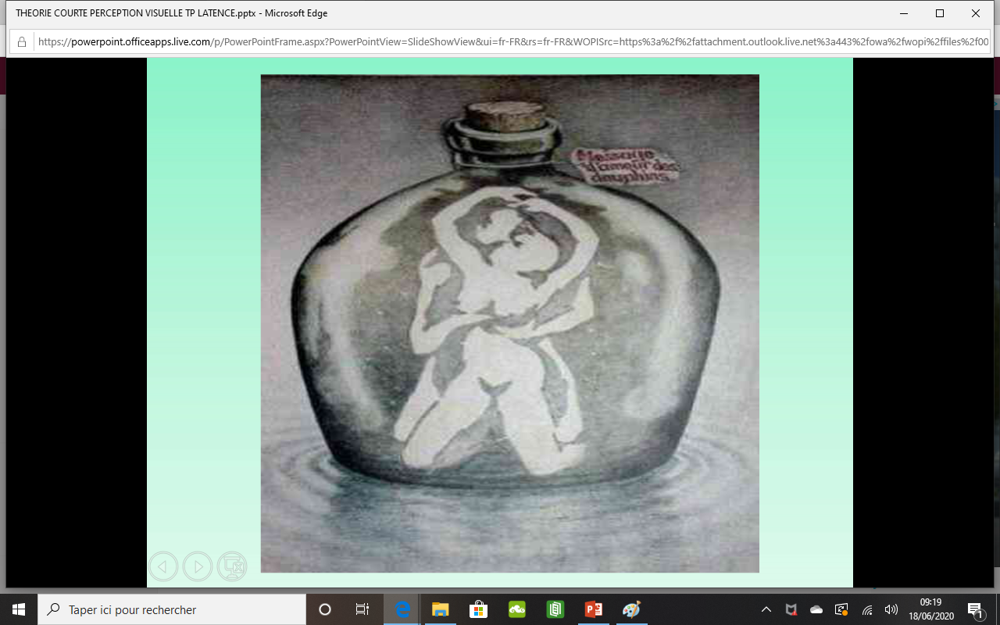 THEORIE COURTE PERCEPTION VISUELLE TP LATENCE.pptx - Microsoft Edge
https://powerpoint.officeapps.live.com/p/PowerPointFrame.aspx?PowerPointView=SlideShowView&ui=fr-FR&rs=fr-FR&WOPISrc=https%3a%2f%2fattachment.outlook.live.net%3a443%2fowa%2fwopi%2ffiles%2f00
Message
d'amour des
dauphins
Taper ici pour rechercher
09:19
18/06/2020
1